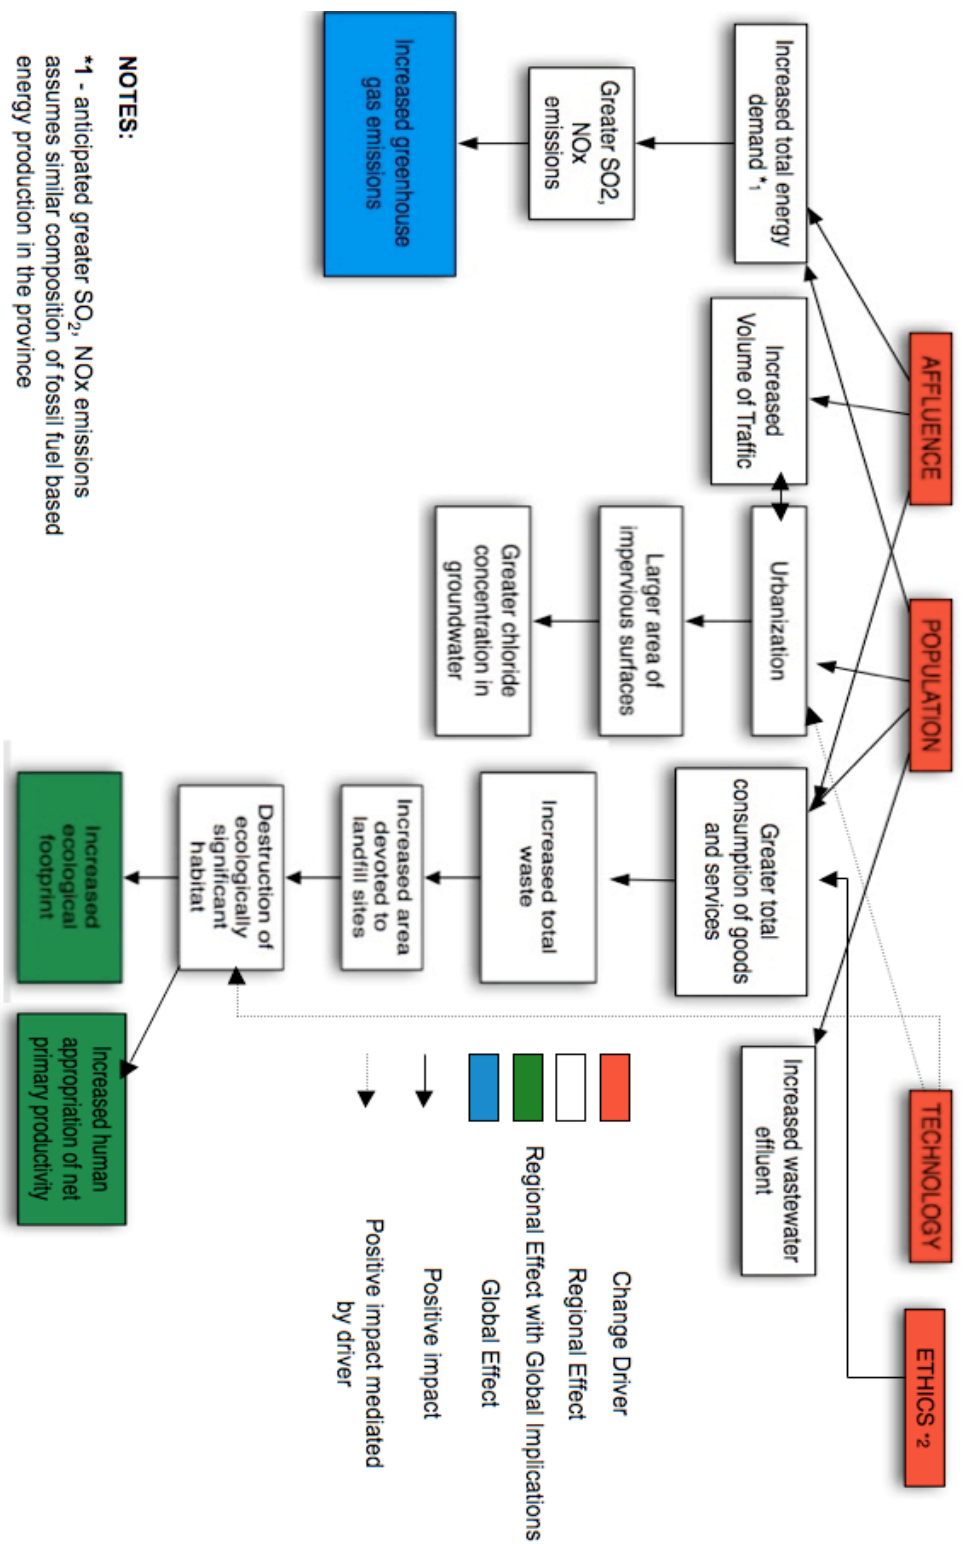 AFFLUENCE
POPULATION
TECHNOLOGY
ETHICS *2
Increased total energy
demand *1
Increased
Volume of Traffic
Urbanization
Greater total
consumption of goods
and services
Increased wastewater
effluent
Greater SO2,
NOx
emissions
Larger area of
impervious surfaces
Increased total
waste
Increased greenhouse
gas emissions
Greater chloride
concentration in
groundwater
Increased area
devoted to
landfill sites
Destruction of
ecologically
significant
habitat
Increased
ecological
footprint
Increased human
appropriation of net
primary productivity
Change Driver
Regional Effect
Regional Effect with Global Implications
Global Effect
Positive impact
Positive impact mediated
by driver
NOTES:
*1 - anticipated greater SO2, NOx emissions
assumes similar composition of fossil fuel based
energy production in the province